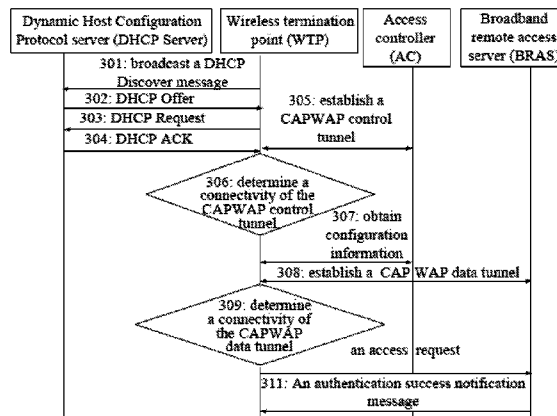 Dynamic Host Configuration
Protocol server (DHCP Server)
Wireless termination
point (WTP)
Access
controller
(AC)
Broadband
remote access
server (BRAS)
301: broadcast a DHCP
Discover message
302: DHCP Offer
303: DHCP Request
304: DHCP ACK
305: establish a
CAPWAP control
tunnel
306: determine a
connectivity of the
CAPWAP control
tunnel
307: obtain
configuration
information
308: establish a CAP WAP data tunnel
309: determine
a connectivity of
the CAPWAP
data tunnel
an access request
311: An authentication success notification
message